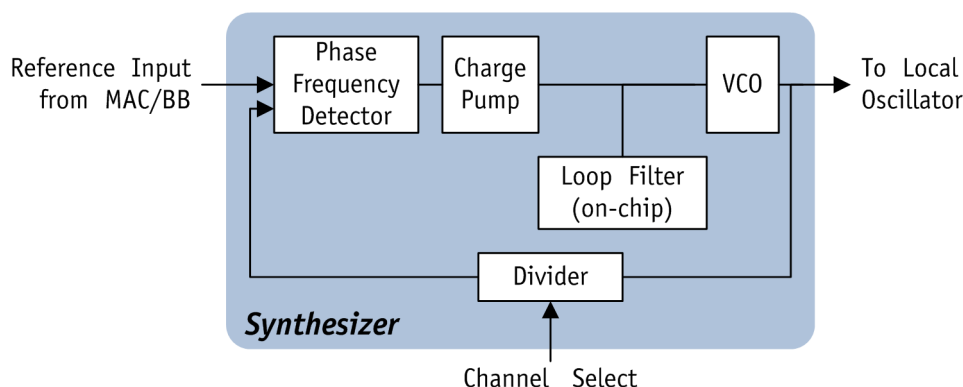 Reference Input
from MAC/BB
Phase
Frequency
Detector
Charge
Pump
VCO
To Local
Oscillator
Loop Filter
(on-chip)
Divider
Synthesizer
Channel Select